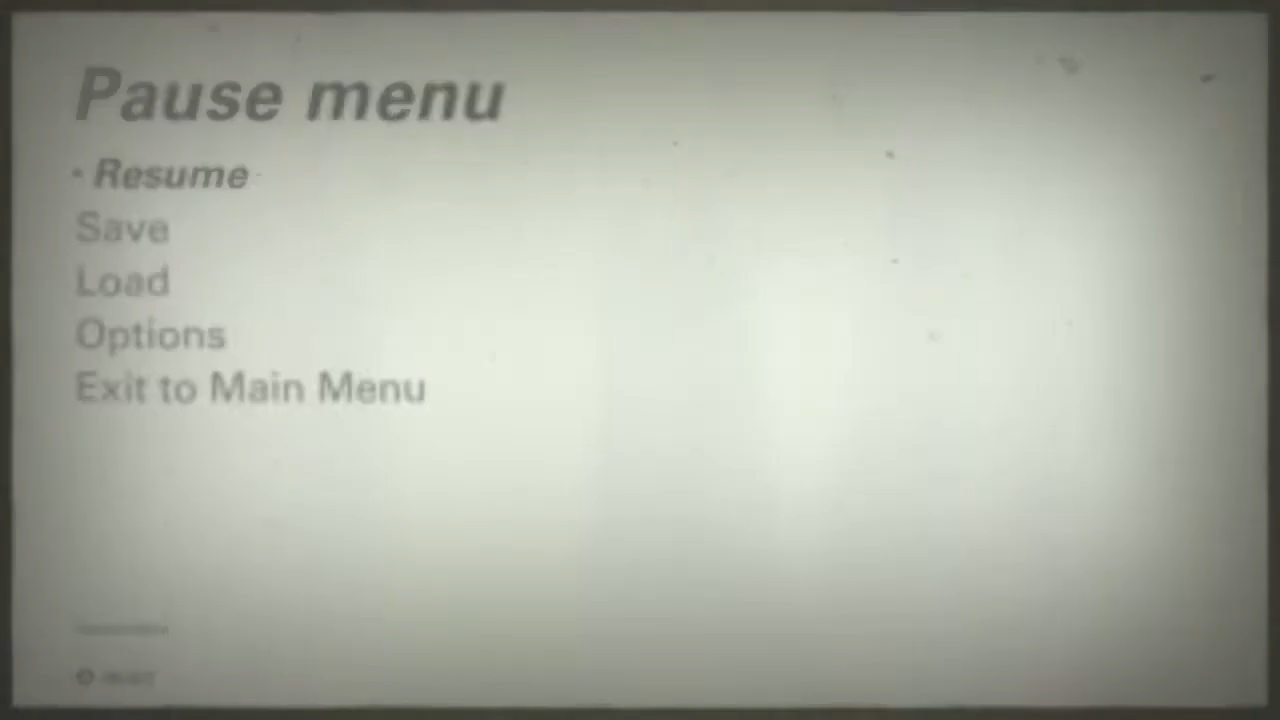 Pause menu
• Resume
Save
Load
Options
Exit to Main Menu